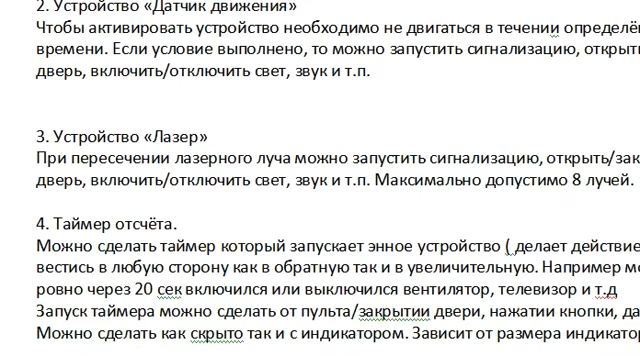 2. Устройство «Датчик движения»
Чтобы активировать устройство необходимо не двигаться в течении определё
времени. Если условие выполнено, то можно запустить сигнализацию, открыт
дверь, включить/отключить свет, звук и т.п.
3. Устройство «Лазер»
При пересечении лазерного луча можно запустить сигнализацию, открыть/зак
дверь, включить/отключить свет, звук и т.п. Максимально допустимо 8 лучей.
4. Таймер отсчёта.
Можно сделать таймер который запускает энное устройство ( делает действие
вестись в любую сторону как в обратную так и в увеличительную. Например мо
ровно через 20 сек включился или выключился вентилятор, телевизор и т.д
Запуск таймера можно сделать от пульта/закрытии двери, нажатии кнопки, да
Можно сделать как скрыто так и с индикатором. Зависит от размера индикато